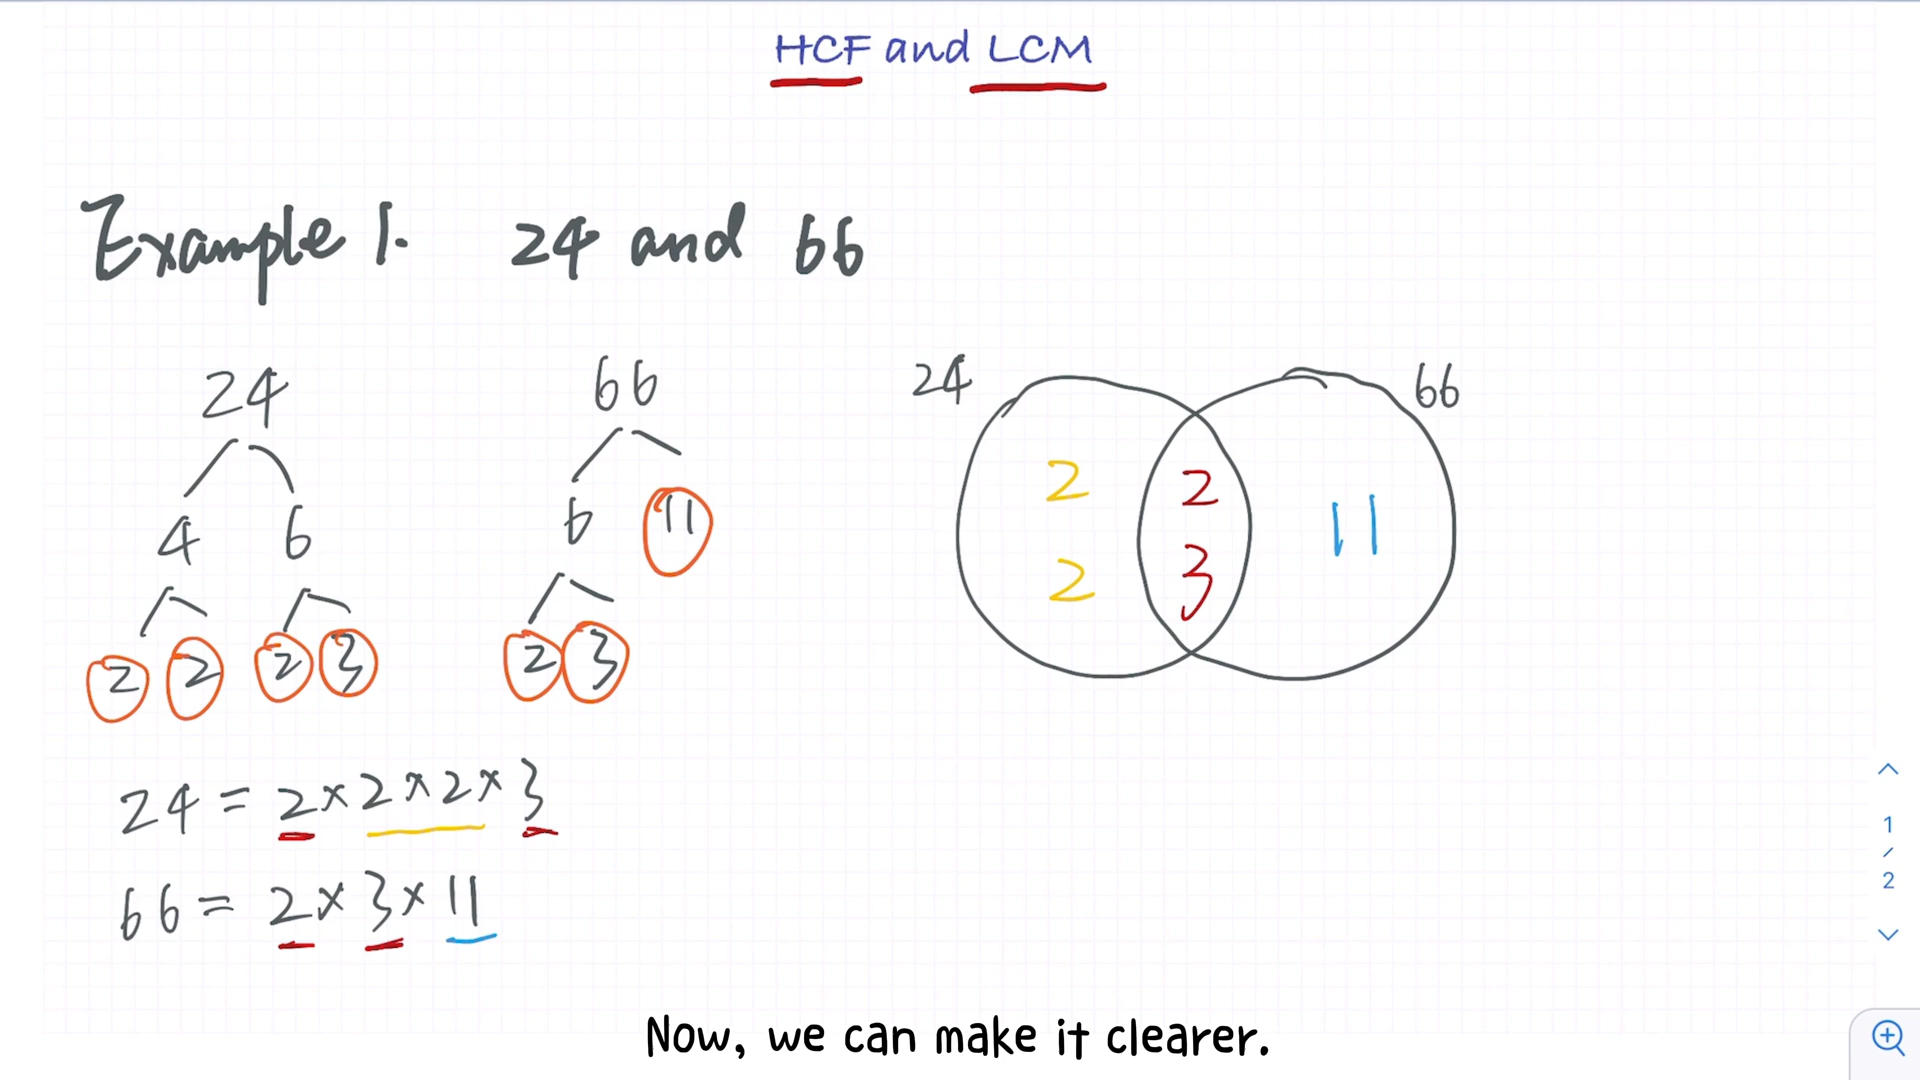 HCF and LCM
Example 1. 24 and 66
24
4 6
2 2 2 3
66
6 11
2 3
24 = 2 × 2 × 2 × 3
66 = 2 × 3 × 11
24 66
2 2 11
2 3
1
/
2
Now, we can make it clearer.